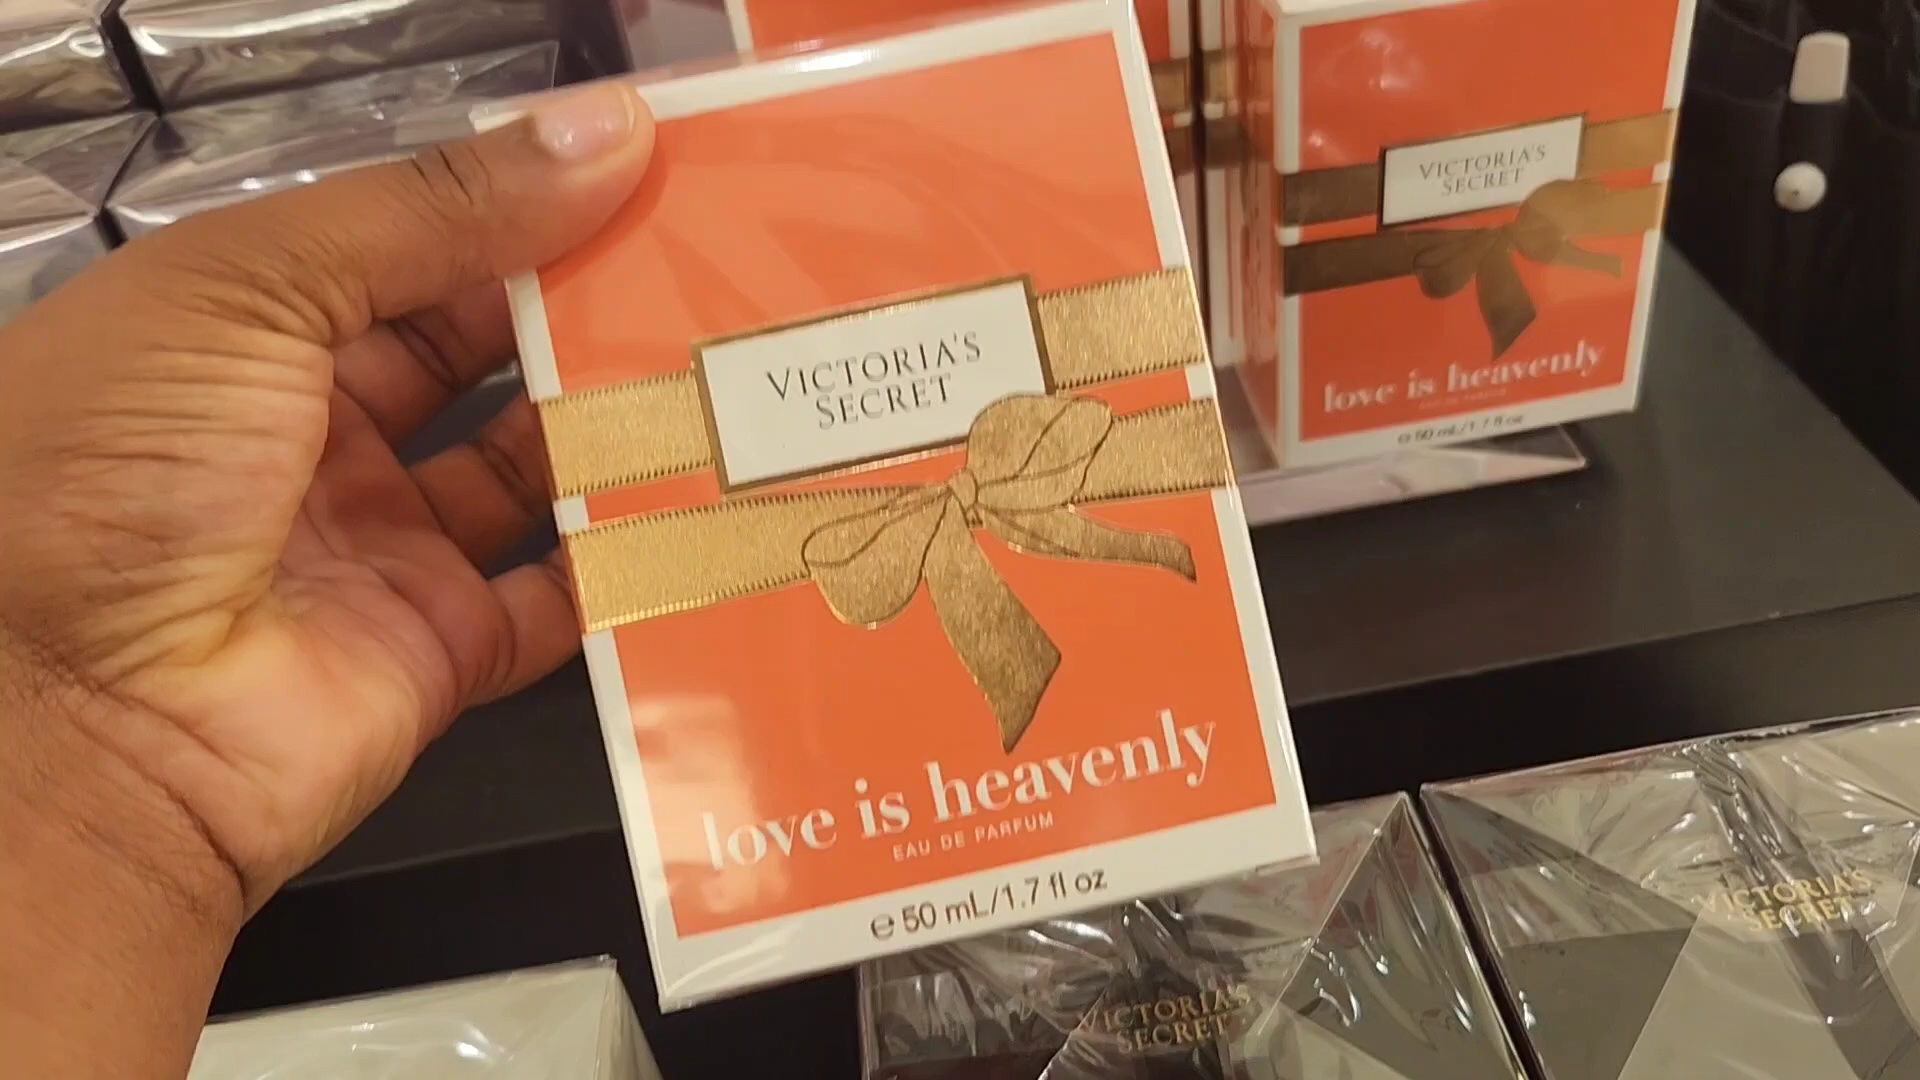 VICTORIA'S
SECRET
love is heavenly
EAU DE PARFUM
℮ 50 mL/1.7 fl oz
VICTORIA'S
SECRET
love is heavenly
℮ 50 mL/1.7 fl oz
VICTORIA'S
SECRET
VICTORIA'S
SECRET